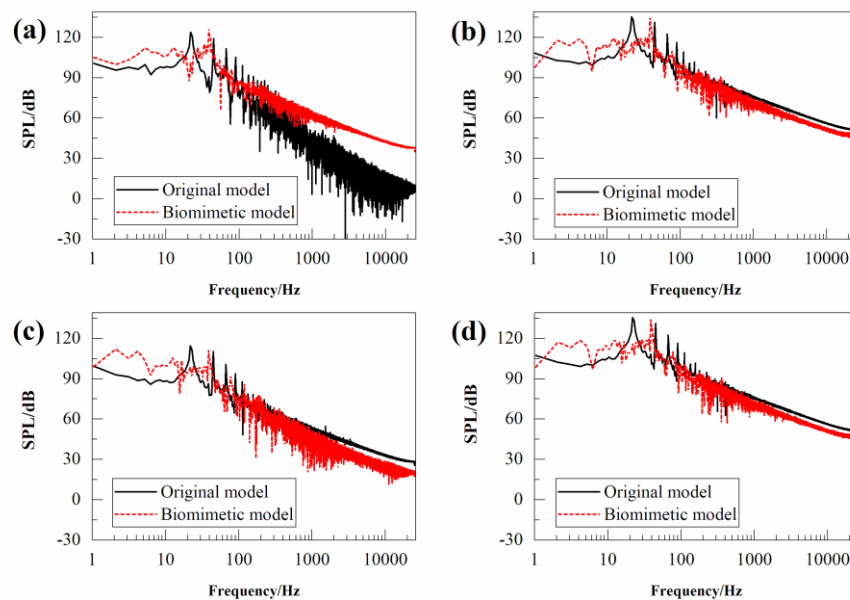 (a)
SPL/dB
120
90
60
30
0
-30
Original model
Biomimetic model
1 10 100 1000 10000
Frequency/Hz
(b)
SPL/dB
120
90
60
30
0
-30
Original model
Biomimetic model
1 10 100 1000 10000
Frequency/Hz
(c)
SPL/dB
120
90
60
30
0
-30
Original model
Biomimetic model
1 10 100 1000 10000
Frequency/Hz
(d)
SPL/dB
120
90
60
30
0
-30
Original model
Biomimetic model
1 10 100 1000 10000
Frequency/Hz